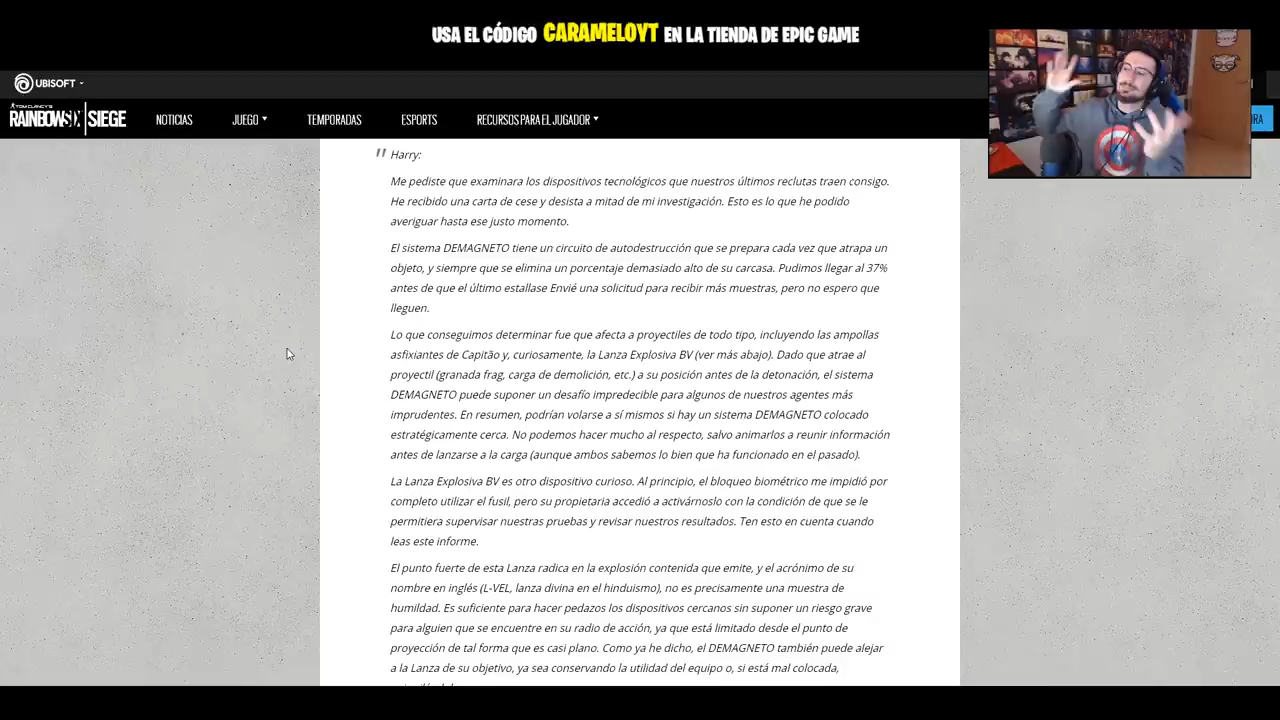 USA EL CÓDIGO CARAMELOYT EN LA TIENDA DE EPIC GAME
UBISOFT
TOM CLANCY'S
RAINBOWSIX | SIEGE
NOTICIAS
JUEGO
TEMPORADAS
ESPORTS
RECURSOS PARA EL JUGADOR
RA
" Harry:
Me pediste que examinara los dispositivos tecnológicos que nuestros últimos reclutas traen consigo.
He recibido una carta de cese y desista a mitad de mi investigación. Esto es lo que he podido
averiguar hasta ese justo momento.
El sistema DEMAGNETO tiene un circuito de autodestrucción que se prepara cada vez que atrapa un
objeto, y siempre que se elimina un porcentaje demasiado alto de su carcasa. Pudimos llegar al 37%
antes de que el último estallase Envié una solicitud para recibir más muestras, pero no espero que
lleguen.
Lo que conseguimos determinar fue que afecta a proyectiles de todo tipo, incluyendo las ampollas
asfixiantes de Capitão y, curiosamente, la Lanza Explosiva BV (ver más abajo). Dado que atrae al
proyectil (granada frag, carga de demolición, etc.) a su posición antes de la detonación, el sistema
DEMAGNETO puede suponer un desafío impredecible para algunos de nuestros agentes más
imprudentes. En resumen, podrían volarse a sí mismos si hay un sistema DEMAGNETO colocado
estratégicamente cerca. No podemos hacer mucho al respecto, salvo animarlos a reunir información
antes de lanzarse a la carga (aunque ambos sabemos lo bien que ha funcionado en el pasado).
La Lanza Explosiva BV es otro dispositivo curioso. Al principio, el bloqueo biométrico me impidió por
completo utilizar el fusil, pero su propietaria accedió a activárnoslo con la condición de que se le
permitiera supervisar nuestras pruebas y revisar nuestros resultados. Ten esto en cuenta cuando
leas este informe.
El punto fuerte de esta Lanza radica en la explosión contenida que emite, y el acrónimo de su
nombre en inglés (L-VEL, lanza divina en el hinduismo), no es precisamente una muestra de
humildad. Es suficiente para hacer pedazos los dispositivos cercanos sin suponer un riesgo grave
para alguien que se encuentre en su radio de acción, ya que está limitado desde el punto de
proyección de tal forma que es casi plano. Como ya he dicho, el DEMAGNETO también puede alejar
a la Lanza de su objetivo, ya sea conservando la utilidad del equipo o, si está mal colocada,